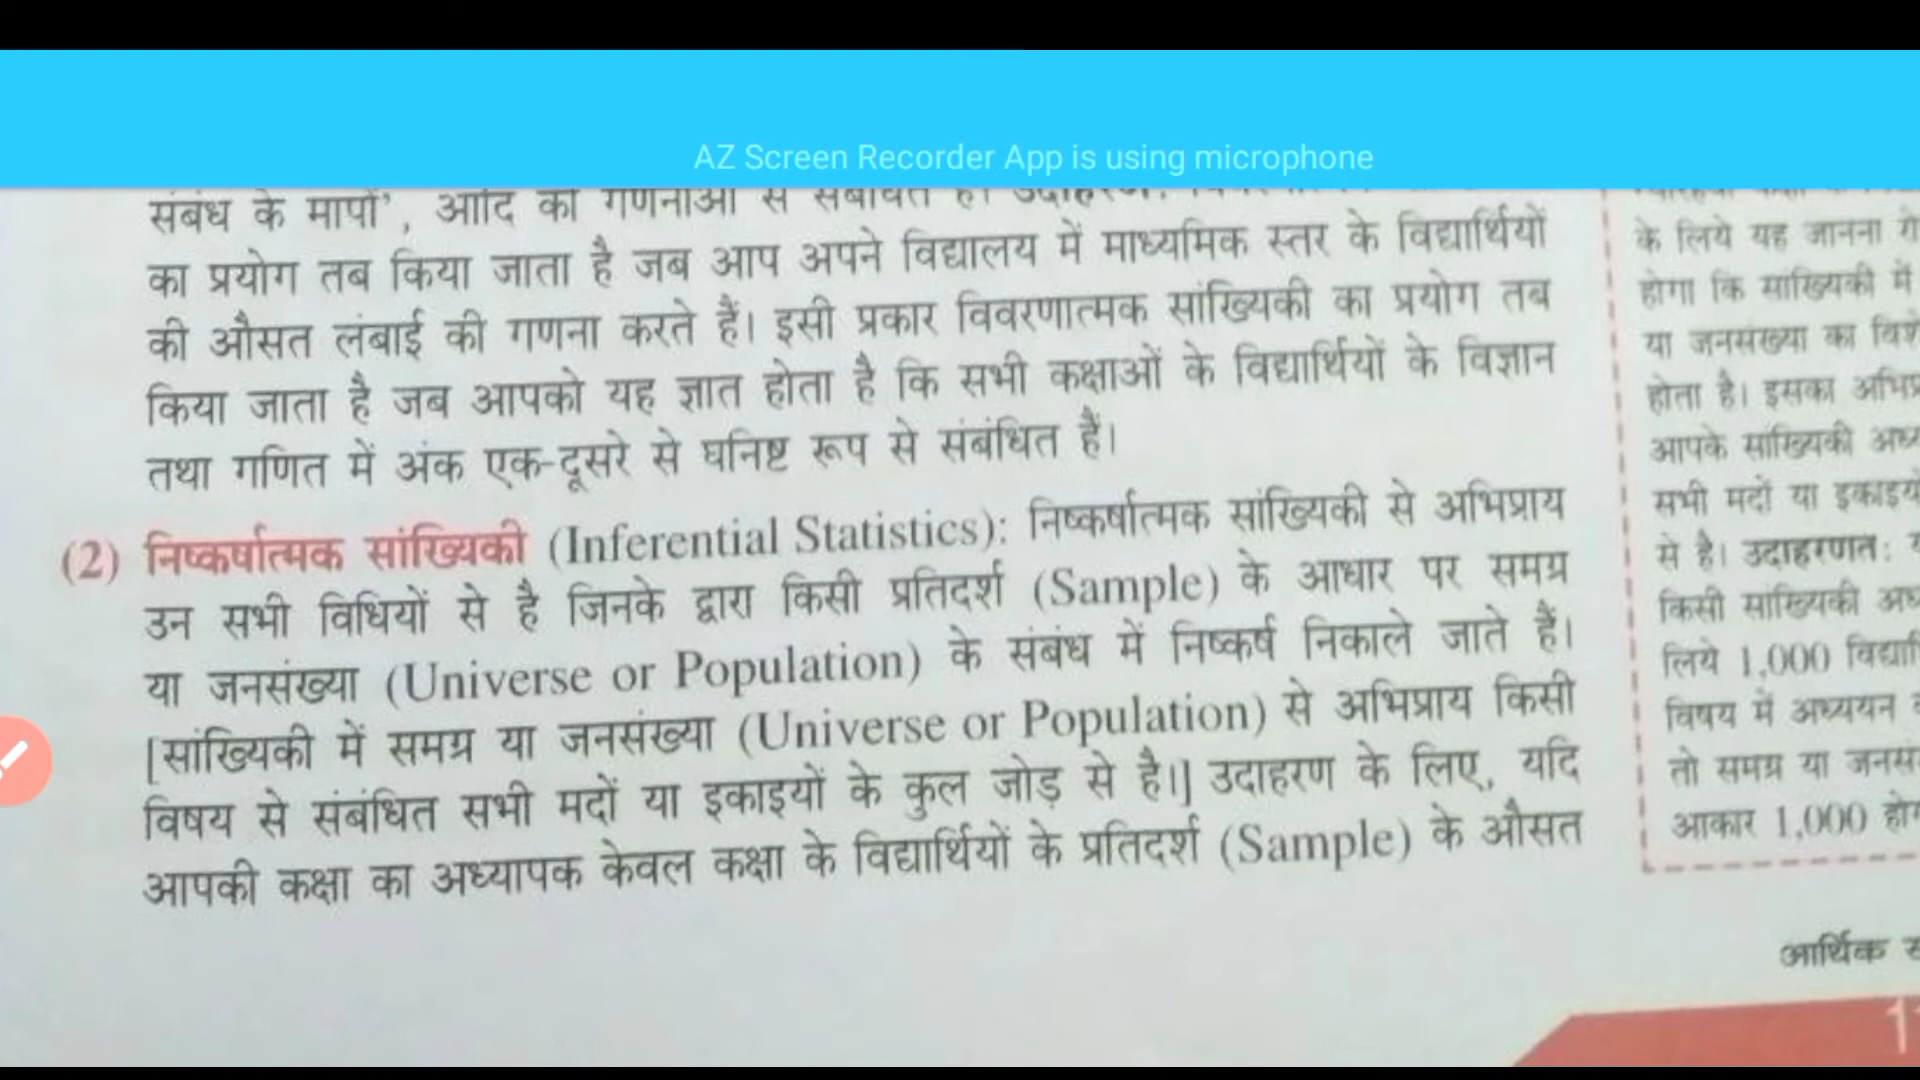 AZ Screen Recorder App is using microphone
संबंध के मापों', आदि की गणनाओं से संबंधित है। उदाहरण:
का प्रयोग तब किया जाता है जब आप अपने विद्यालय में माध्यमिक स्तर के विद्यार्थियों
की औसत लंबाई की गणना करते हैं। इसी प्रकार विवरणात्मक सांख्यिकी का प्रयोग तब
किया जाता है जब आपको यह ज्ञात होता है कि सभी कक्षाओं के विद्यार्थियों के विज्ञान
तथा गणित में अंक एक-दूसरे से घनिष्ट रूप से संबंधित हैं।
(2) निष्कर्षात्मक सांख्यिकी (Inferential Statistics): निष्कर्षात्मक सांख्यिकी से अभिप्राय
उन सभी विधियों से है जिनके द्वारा किसी प्रतिदर्श (Sample) के आधार पर समग्र
या जनसंख्या (Universe or Population) के संबंध में निष्कर्ष निकाले जाते हैं।
[सांख्यिकी में समग्र या जनसंख्या (Universe or Population) से अभिप्राय किसी
विषय से संबंधित सभी मदों या इकाइयों के कुल जोड़ से है।] उदाहरण के लिए, यदि
आपकी कक्षा का अध्यापक केवल कक्षा के विद्यार्थियों के प्रतिदर्श (Sample) के औसत
के लिये यह जानना
होगा कि सांख्यिकी में
या जनसंख्या का
होता है। इसका
आपके सांख्यिकी
सभी मदों या
से है। उदाहरणत:
किसी सांख्यिकी
लिये 1,000
विषय में अध्ययन
तो समग्र या
आकार 1,000
आर्थिक